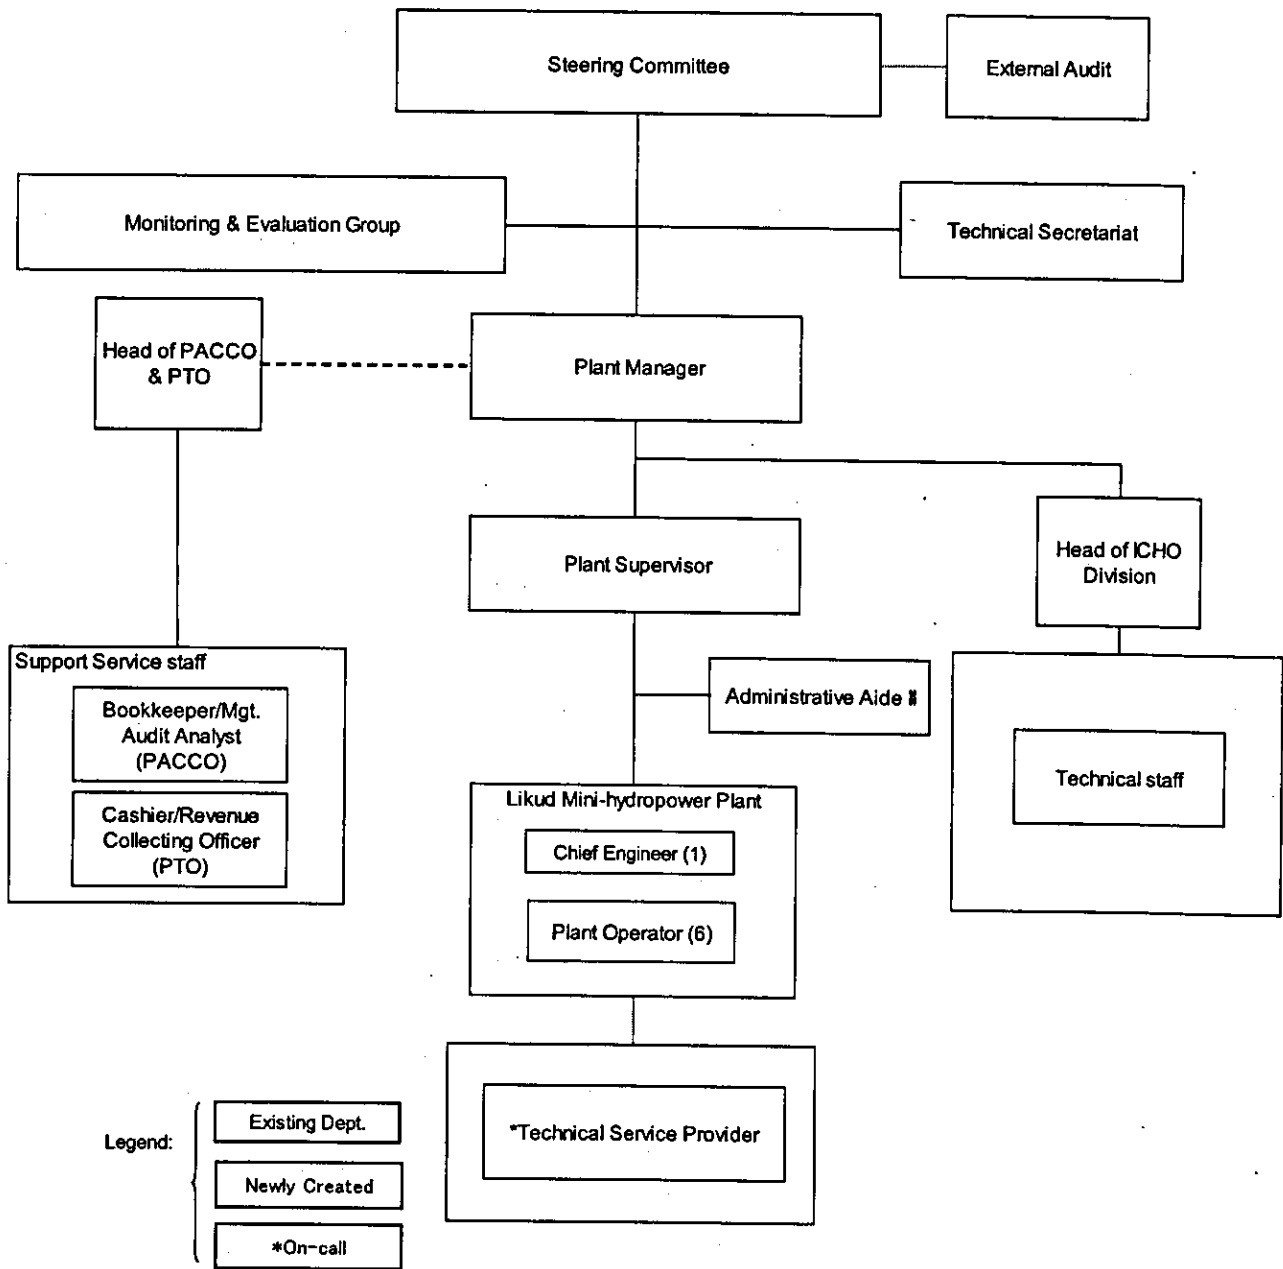 Steering Committee
External Audit
Monitoring & Evaluation Group
Technical Secretariat
Head of PACCO
& PTO
Plant Manager
Plant Supervisor
Head of ICHO
Division
Support Service staff
Bookkeeper/Mgt.
Audit Analyst
(PACCO)
Cashier/Revenue
Collecting Officer
(PTO)
Administrative Aide
Technical staff
Likud Mini-hydropower Plant
Chief Engineer (1)
Plant Operator (6)
*Technical Service Provider
Legend:
Existing Dept.
Newly Created
*On-call